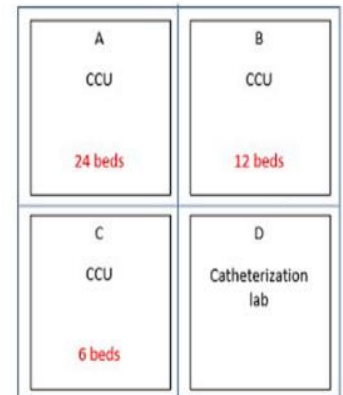 A
CCU
24 beds
B
CCU
12 beds
C
CCU
6 beds
D
Catheterization
lab